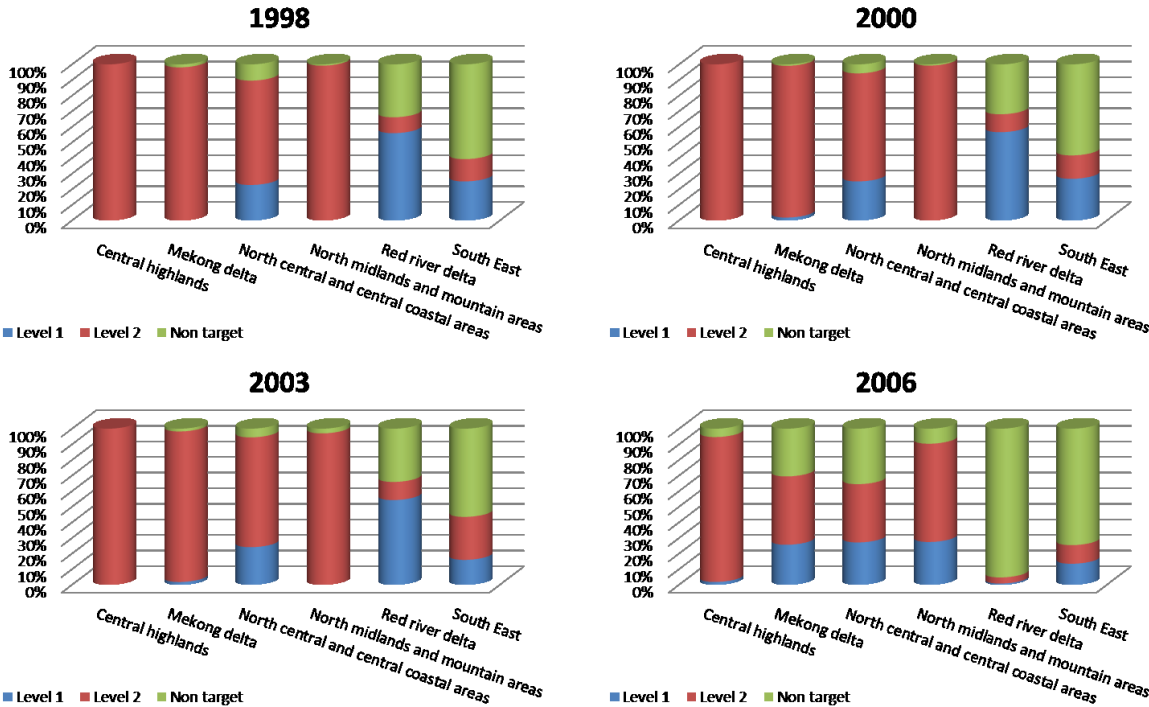 1998
100%
90%
80%
70%
60%
50%
40%
30%
20%
10%
0%
Central highlands
Mekong delta
North central and central coastal areas
North midlands and mountain areas
Red river delta
South East
Level 1 Level 2 Non target
2000
100%
90%
80%
70%
60%
50%
40%
30%
20%
10%
0%
Central highlands
Mekong delta
North central and central coastal areas
North midlands and mountain areas
Red river delta
South East
Level 1 Level 2 Non target
2003
100%
90%
80%
70%
60%
50%
40%
30%
20%
10%
0%
Central highlands
Mekong delta
North central and central coastal areas
North midlands and mountain areas
Red river delta
South East
Level 1 Level 2 Non target
2006
100%
90%
80%
70%
60%
50%
40%
30%
20%
10%
0%
Central highlands
Mekong delta
North central and central coastal areas
North midlands and mountain areas
Red river delta
South East
Level 1 Level 2 Non target